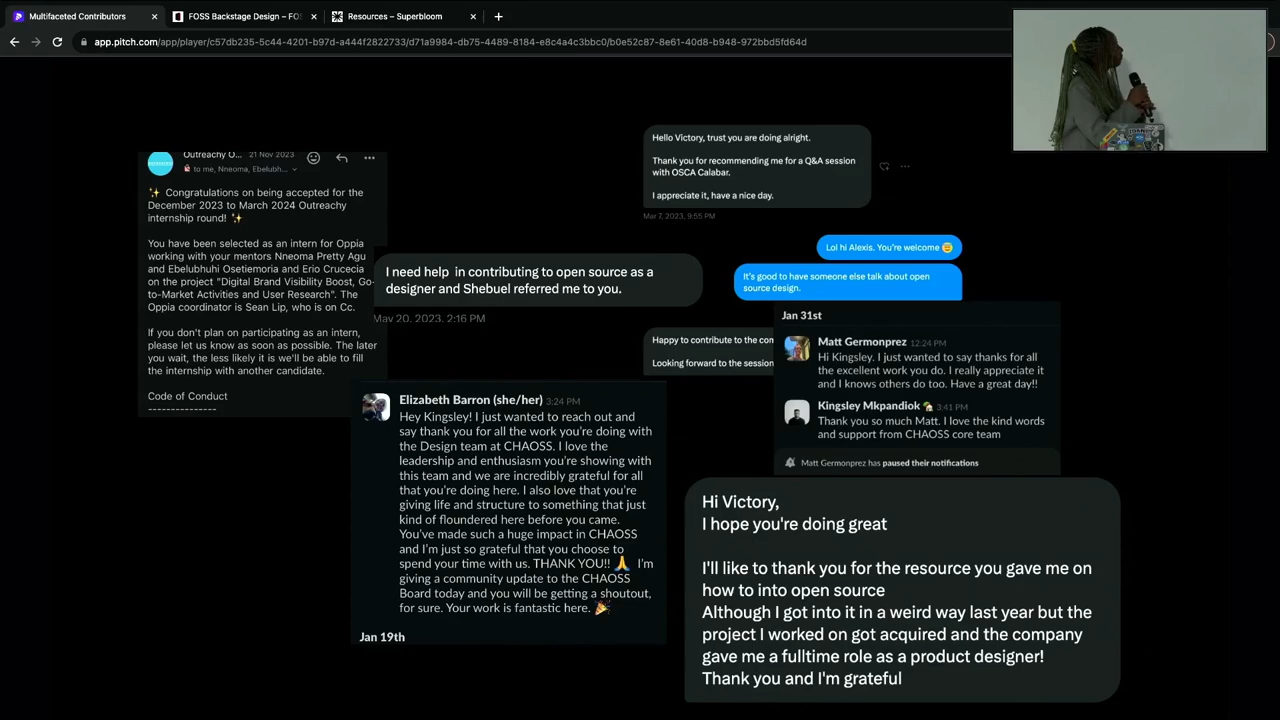 Multifaceted Contributors
FOSS Backstage Design – FOS
Resources – Superbloom
app.pitch.com/app/player/c57db235-5c44-4201-b97d-a444f2822733/d71a9984-db75-4489-8184-e8c4a4c3bbc0/b0e52c87-8e61-40d8-b948-972bbd5fd64d
Outreachy O... 21 Nov 2023
to me, Nneoma, Ebelubh...
✨ Congratulations on being accepted for the
December 2023 to March 2024 Outreachy
internship round! ✨
You have been selected as an intern for Oppia
working with your mentors Nneoma Pretty Agu
and Ebelubhuhi Osetiemoria and Erio Crucecia
on the project "Digital Brand Visibility Boost, Go-
to-Market Activities and User Research". The
Oppia coordinator is Sean Lip, who is on Cc.
If you don't plan on participating as an intern,
please let us know as soon as possible. The later
you wait, the less likely it is we'll be able to fill
the internship with another candidate.
Code of Conduct
---------------
Hello Victory, trust you are doing alright.
Thank you for recommending me for a Q&A session
with OSCA Calabar.
I appreciate it, have a nice day.
Mar 7, 2023, 9:55 PM
Lol hi Alexis. You're welcome 😇
It's good to have someone else talk about open
source design.
I need help in contributing to open source as a
designer and Shebuel referred me to you.
May 20, 2023, 2:16 PM
Happy to contribute to the com
Looking forward to the session
Jan 31st
Matt Germonprez 12:24 PM
Hi Kingsley. I just wanted to say thanks for all
the excellent work you do. I really appreciate it
and I knows others do too. Have a great day!!
Kingsley Mkpandiok 🏡 3:41 PM
Thank you so much Matt. I love the kind words
and support from CHAOSS core team
Matt Germonprez has paused their notifications
Elizabeth Barron (she/her) 3:24 PM
Hey Kingsley! I just wanted to reach out and
say thank you for all the work you're doing with
the Design team at CHAOSS. I love the
leadership and enthusiasm you're showing with
this team and we are incredibly grateful for all
that you're doing here. I also love that you're
giving life and structure to something that just
kind of floundered here before you came.
You've made such a huge impact in CHAOSS
and I'm just so grateful that you choose to
spend your time with us. THANK YOU!! 🙏 I'm
giving a community update to the CHAOSS
Board today and you will be getting a shoutout,
for sure. Your work is fantastic here. 🎉
Jan 19th
Hi Victory,
I hope you're doing great
I'll like to thank you for the resource you gave me on
how to into open source
Although I got into it in a weird way last year but the
project I worked on got acquired and the company
gave me a fulltime role as a product designer!
Thank you and I'm grateful